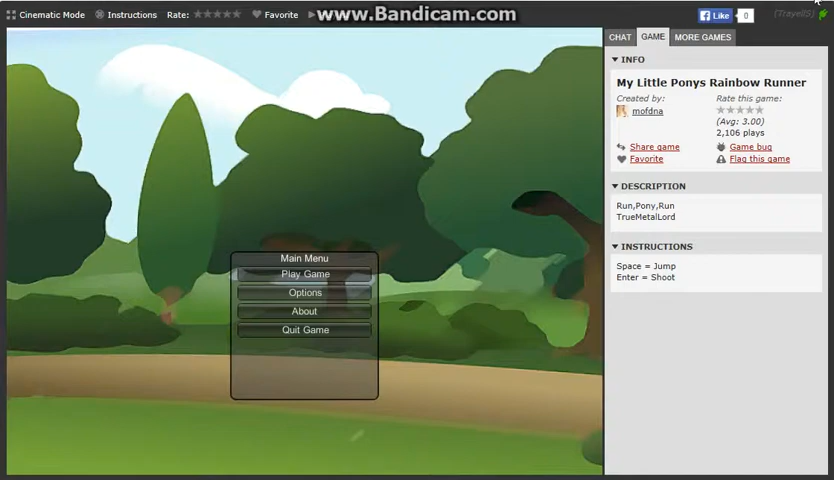 Cinematic Mode Instructions Rate: Favorite www.Bandicam.com Like 0 (TrayellS)
CHAT GAME MORE GAMES
INFO
My Little Ponys Rainbow Runner
Created by: Rate this game:
mofdna
(Avg: 3.00)
2,106 plays
Share game Game bug
Favorite Flag this game
DESCRIPTION
Run,Pony,Run
TrueMetalLord
INSTRUCTIONS
Space = Jump
Enter = Shoot
Main Menu
Play Game
Options
About
Quit Game